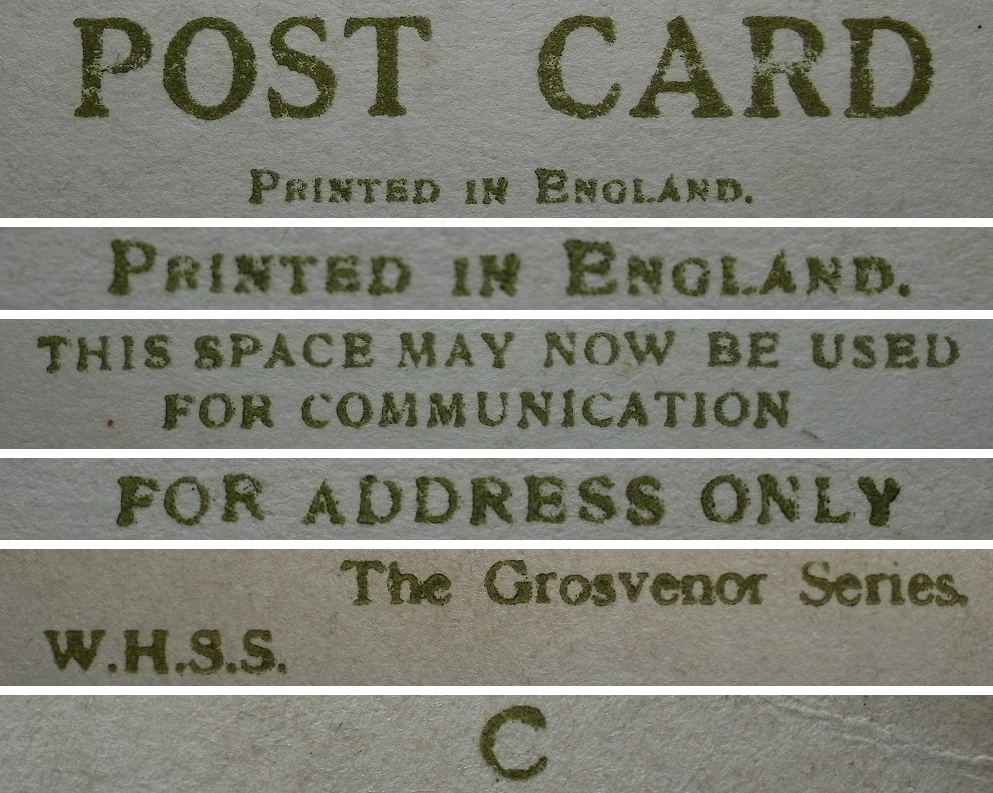 POST CARD
PRINTED IN ENGLAND.
PRINTED IN ENGLAND.
THIS SPACE MAY NOW BE USED
FOR COMMUNICATION
FOR ADDRESS ONLY
The Grosvenor Series.
W.H.S.S.
C